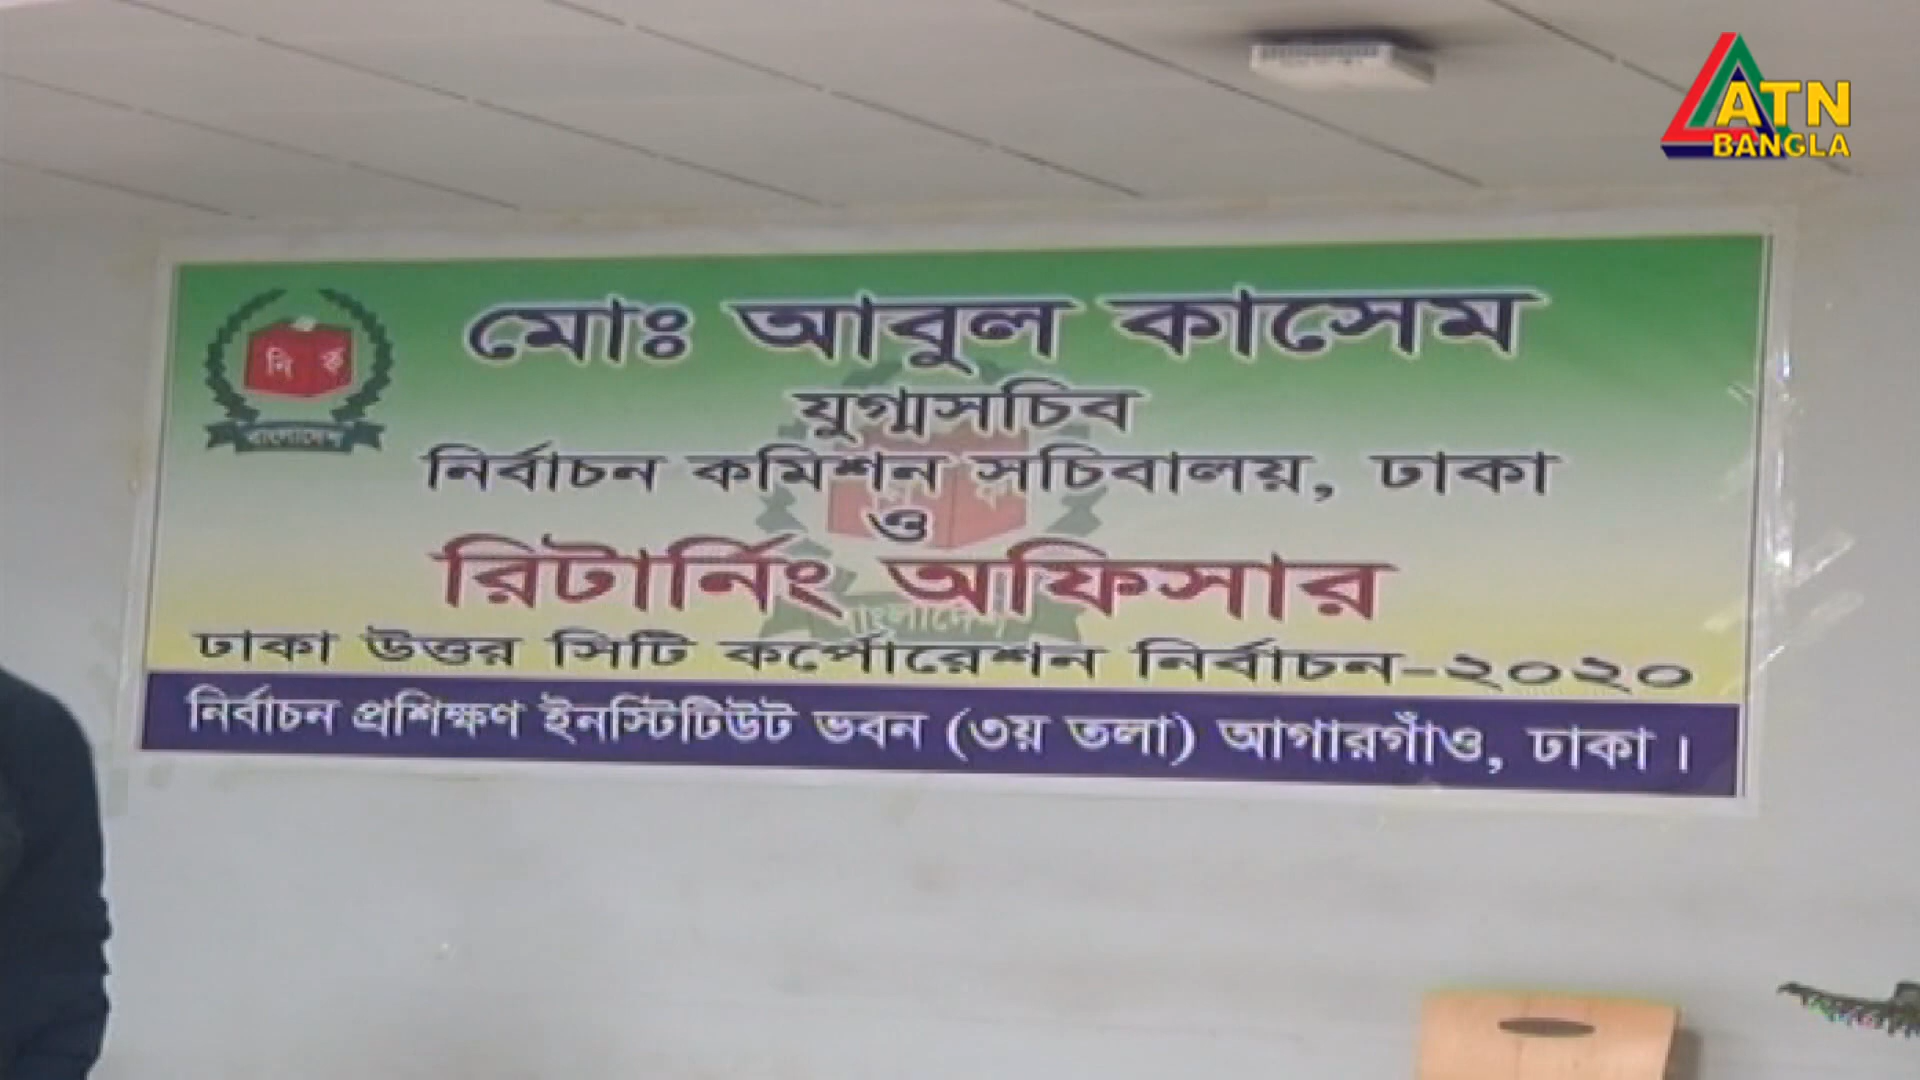 ATN
BANGLA
মোঃ আবুল কাসেম
নি ক
বাংলাদেশ
যুগ্মসচিব
নির্বাচন কমিশন সচিবালয়, ঢাকা
ও
রিটার্নিং অফিসার
ঢাকা উত্তর সিটি কর্পোরেশন নির্বাচন-২০২০
নির্বাচন প্রশিক্ষণ ইনস্টিটিউট ভবন (৩য় তলা) আগারগাঁও, ঢাকা।